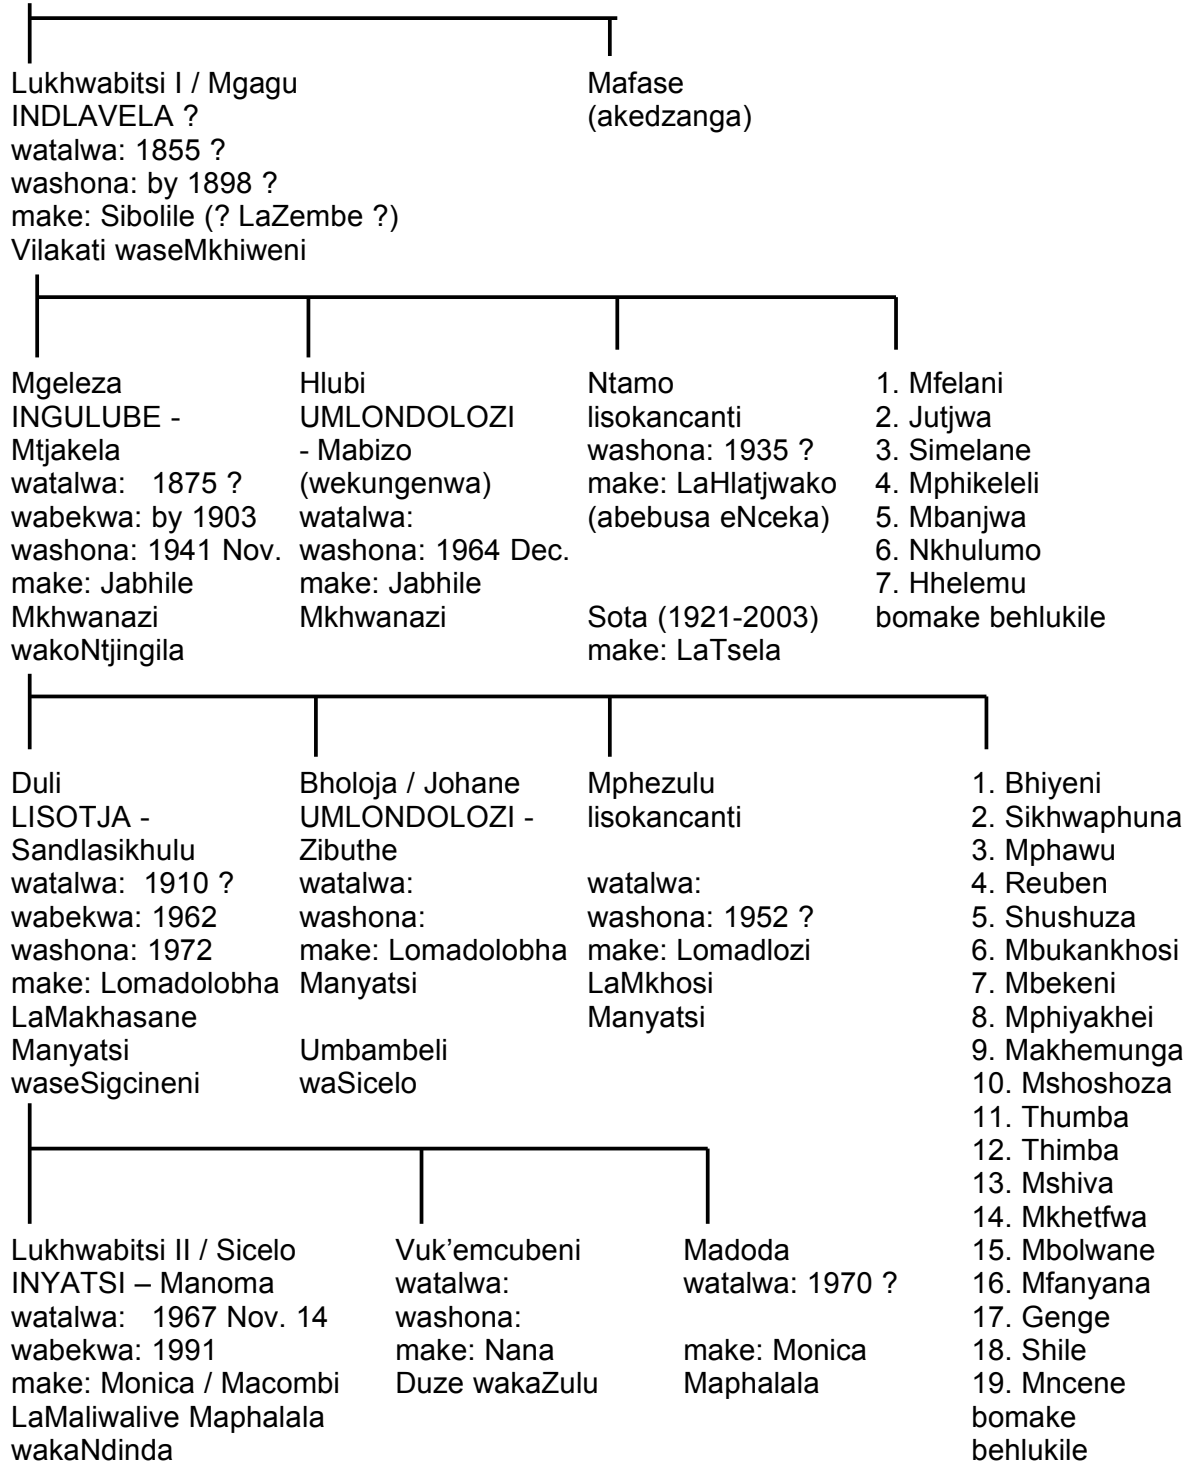 Lukhwabitsi I / Mgagu
INDLAVELA ?
watalwa: 1855 ?
washona: by 1898 ?
make: Sibolile (? LaZembe ?)
Vilakati waseMkhiweni
Mafase
(akedzanga)
Mgeleza
INGULUBE -
Mtjakela
watalwa: 1875 ?
wabekwa: by 1903
washona: 1941 Nov.
make: Jabhile
Mkhwanazi
wakoNtjingila
Hlubi
UMLONDOLOZI
- Mabizo
(wekungenwa)
watalwa:
washona: 1964 Dec.
make: Jabhile
Mkhwanazi
Ntamo
lisokancanti
washona: 1935 ?
make: LaHlatjwako
(abebusa eNceka)
Sota (1921-2003)
make: LaTsela
1. Mfelani
2. Jutjwa
3. Simelane
4. Mphikeleli
5. Mbanjwa
6. Nkhulumo
7. Hhelemu
bomake behlukile
Duli
LISOTJA -
Sandlasikhulu
watalwa: 1910 ?
wabekwa: 1962
washona: 1972
make: Lomadolobha
LaMakhasane
Manyatsi
waseSigcineni
Bholoja / Johane
UMLONDOLOZI -
Zibuthe
watalwa:
washona:
make: Lomadolobha
Manyatsi
Umbambeli
waSicelo
Mphezulu
lisokancanti
watalwa:
washona: 1952 ?
make: Lomadlozi
LaMkhosi
Manyatsi
1. Bhiyeni
2. Sikhwaphuna
3. Mphawu
4. Reuben
5. Shushuza
6. Mbukankhosi
7. Mbekeni
8. Mphiyakhei
9. Makhemunga
10. Mshoshoza
11. Thumba
12. Thimba
13. Mshiva
14. Mkhetfwa
15. Mbolwane
16. Mfanyana
17. Genge
18. Shile
19. Mncene
bomake
behlukile
Lukhwabitsi II / Sicelo
INYATSI – Manoma
watalwa: 1967 Nov. 14
wabekwa: 1991
make: Monica / Macombi
LaMaliwalive Maphalala
wakaNdinda
Vuk'emcubeni
watalwa:
washona:
make: Nana
Duze wakaZulu
Madoda
watalwa: 1970 ?
make: Monica
Maphalala